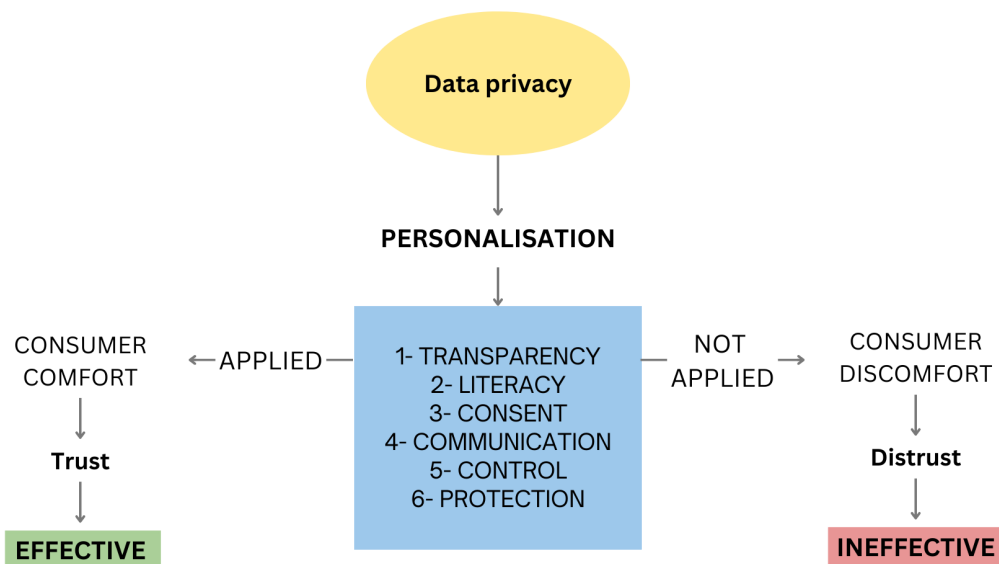 Data privacy
PERSONALISATION
CONSUMER
COMFORT
APPLIED
1- TRANSPARENCY
2- LITERACY
3- CONSENT
4- COMMUNICATION
5- CONTROL
6- PROTECTION
NOT
APPLIED
CONSUMER
DISCOMFORT
Trust
Distrust
EFFECTIVE
INEFFECTIVE